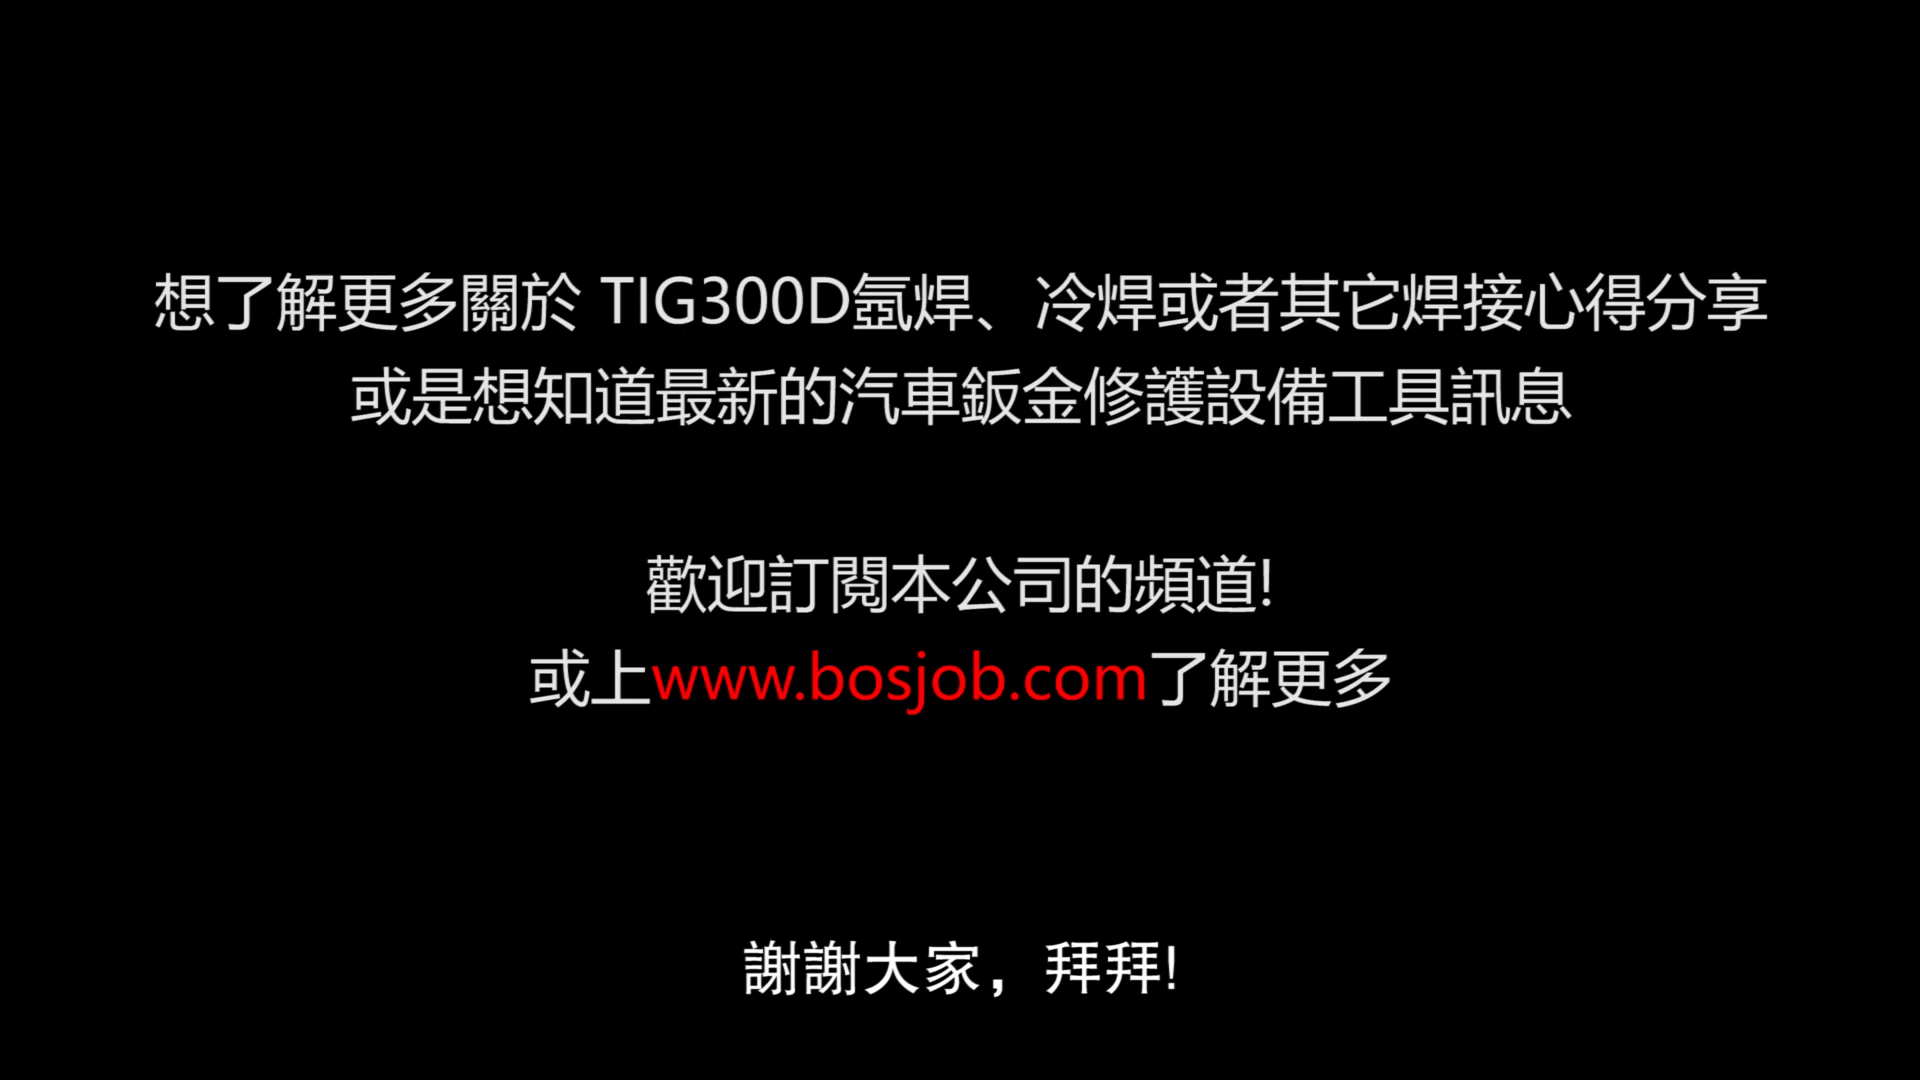 想了解更多關於 TIG300D氬焊、冷焊或者其它焊接心得分享
或是想知道最新的汽車鈑金修護設備工具訊息
歡迎訂閱本公司的頻道!
或上www.bosjob.com了解更多
謝謝大家，拜拜!